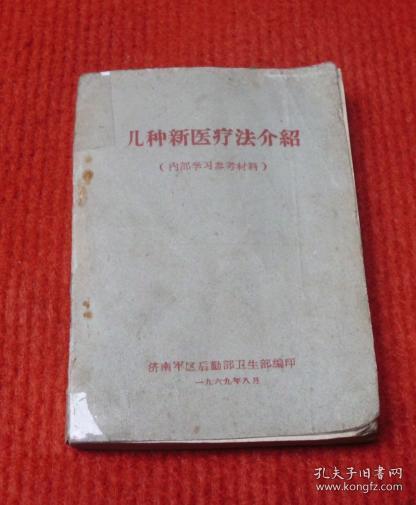 几种新医疗法介紹
(内部学习参考材料)
济南军区后勤部卫生部編印
一九六九年八月
孔夫子旧书网
kongfz.com